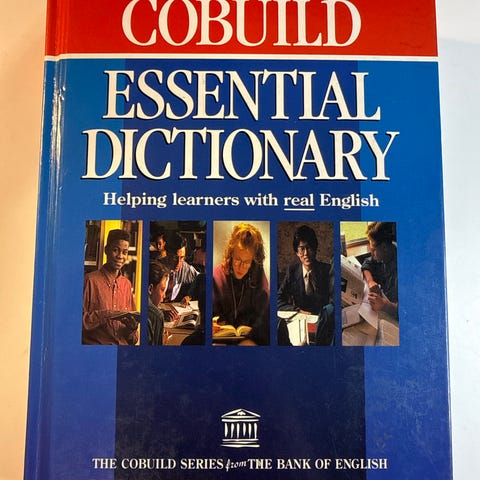 COBUILD
ESSENTIAL
DICTIONARY
Helping learners with real English
THE COBUILD SERIES from THE BANK OF ENGLISH